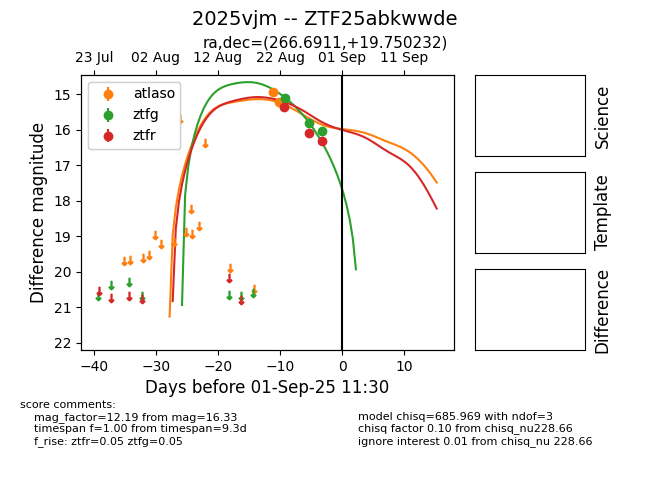 2025vjm -- ZTF25abkwwde
ra,dec=(266.6911,+19.750232)
23 Jul 02 Aug 12 Aug 22 Aug 01 Sep 11 Sep
atlaso
ztfg
ztfr
15
16
17
18
19
20
21
22
Difference magnitude
−40 −30 −20 −10 0 10
Days before 01-Sep-25 11:30
Science
Template
Difference
score comments:
mag_factor=12.19 from mag=16.33
timespan f=1.00 from timespan=9.3d
f_rise: ztfr=0.05 ztfg=0.05
model chisq=685.969 with ndof=3
chisq factor 0.10 from chisq_nu228.66
ignore interest 0.01 from chisq_nu 228.66